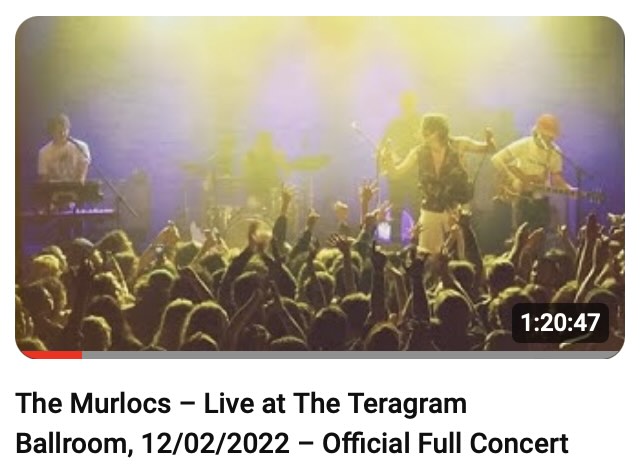 1:20:47
The Murlocs – Live at The Teragram
Ballroom, 12/02/2022 – Official Full Concert